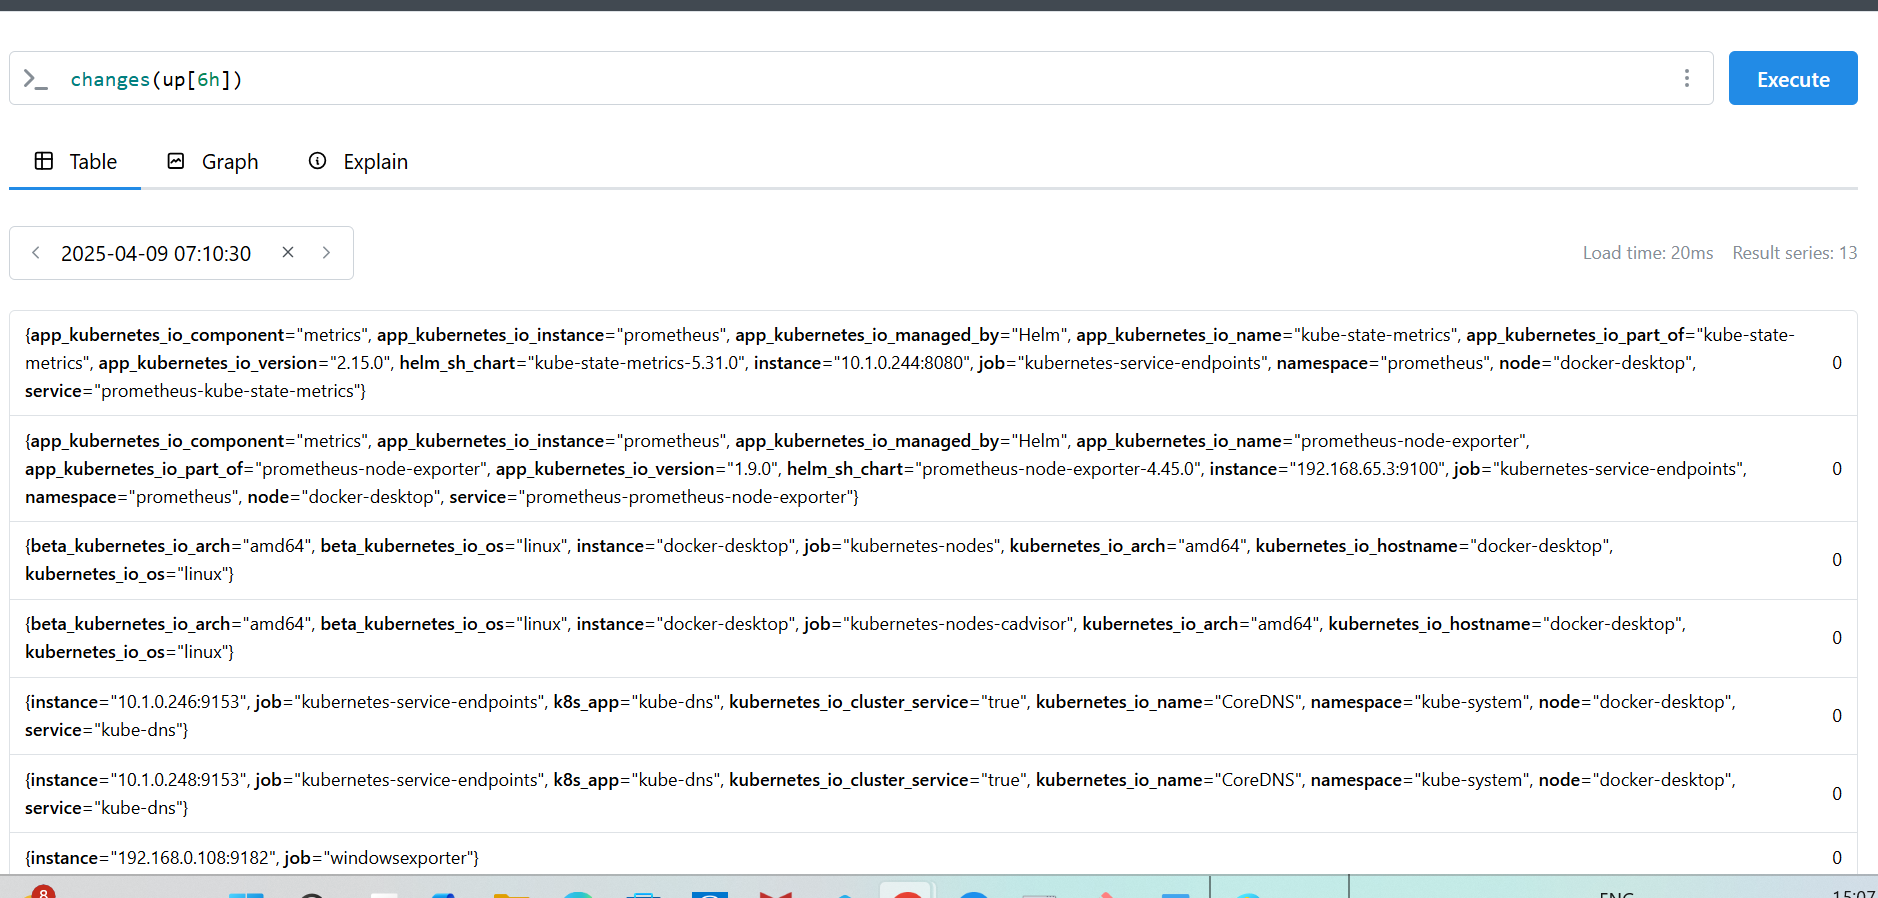 changes(up[6h])
Execute
Table Graph Explain
2025-04-09 07:10:30
Load time: 20ms Result series: 13
{app_kubernetes_io_component="metrics", app_kubernetes_io_instance="prometheus", app_kubernetes_io_managed_by="Helm", app_kubernetes_io_name="kube-state-metrics", app_kubernetes_io_part_of="kube-state-
metrics", app_kubernetes_io_version="2.15.0", helm_sh_chart="kube-state-metrics-5.31.0", instance="10.1.0.244:8080", job="kubernetes-service-endpoints", namespace="prometheus", node="docker-desktop",
service="prometheus-kube-state-metrics"}
0
{app_kubernetes_io_component="metrics", app_kubernetes_io_instance="prometheus", app_kubernetes_io_managed_by="Helm", app_kubernetes_io_name="prometheus-node-exporter",
app_kubernetes_io_part_of="prometheus-node-exporter", app_kubernetes_io_version="1.9.0", helm_sh_chart="prometheus-node-exporter-4.45.0", instance="192.168.65.3:9100", job="kubernetes-service-endpoints",
namespace="prometheus", node="docker-desktop", service="prometheus-prometheus-node-exporter"}
0
{beta_kubernetes_io_arch="amd64", beta_kubernetes_io_os="linux", instance="docker-desktop", job="kubernetes-nodes", kubernetes_io_arch="amd64", kubernetes_io_hostname="docker-desktop",
kubernetes_io_os="linux"}
0
{beta_kubernetes_io_arch="amd64", beta_kubernetes_io_os="linux", instance="docker-desktop", job="kubernetes-nodes-cadvisor", kubernetes_io_arch="amd64", kubernetes_io_hostname="docker-desktop",
kubernetes_io_os="linux"}
0
{instance="10.1.0.246:9153", job="kubernetes-service-endpoints", k8s_app="kube-dns", kubernetes_io_cluster_service="true", kubernetes_io_name="CoreDNS", namespace="kube-system", node="docker-desktop",
service="kube-dns"}
0
{instance="10.1.0.248:9153", job="kubernetes-service-endpoints", k8s_app="kube-dns", kubernetes_io_cluster_service="true", kubernetes_io_name="CoreDNS", namespace="kube-system", node="docker-desktop",
service="kube-dns"}
0
{instance="192.168.0.108:9182", job="windowsexporter"}
0
8
ENG
15:07